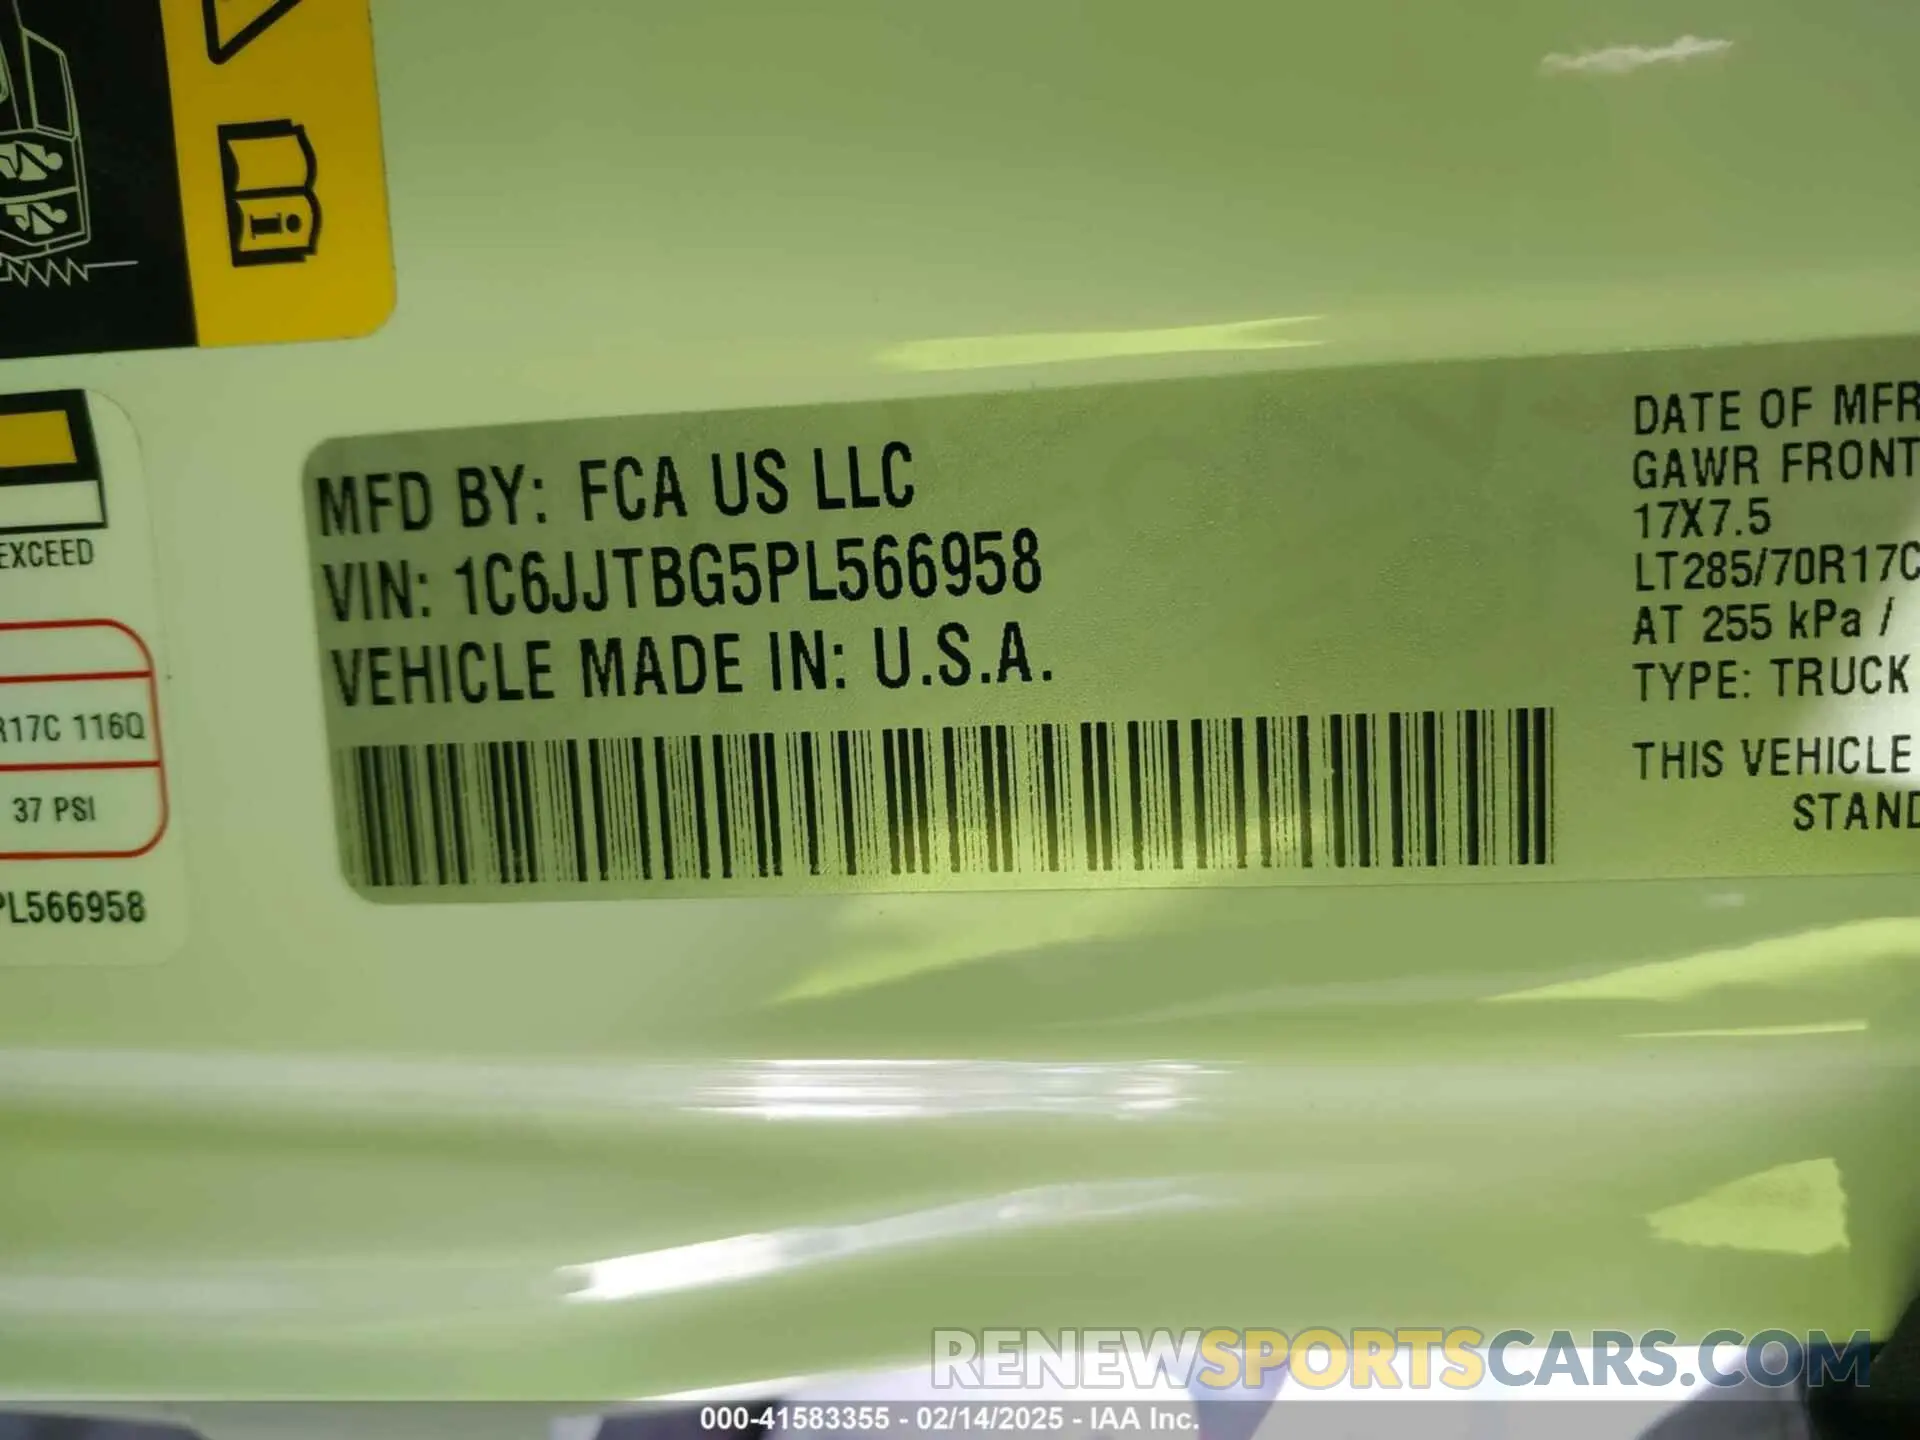 MFD BY: FCA US LLC
VIN: 1C6JJTBG5PL566958
VEHICLE MADE IN: U.S.A.
DATE OF MFR
GAWR FRONT
17X7.5
LT285/70R17C
AT 255 kPa /
TYPE: TRUCK
THIS VEHICLE
STAND
EXCEED
R17C 116Q
37 PSI
PL566958
i
RENEWSPORTSCARS.COM
000-41583355 - 02/14/2025 - IAA Inc.